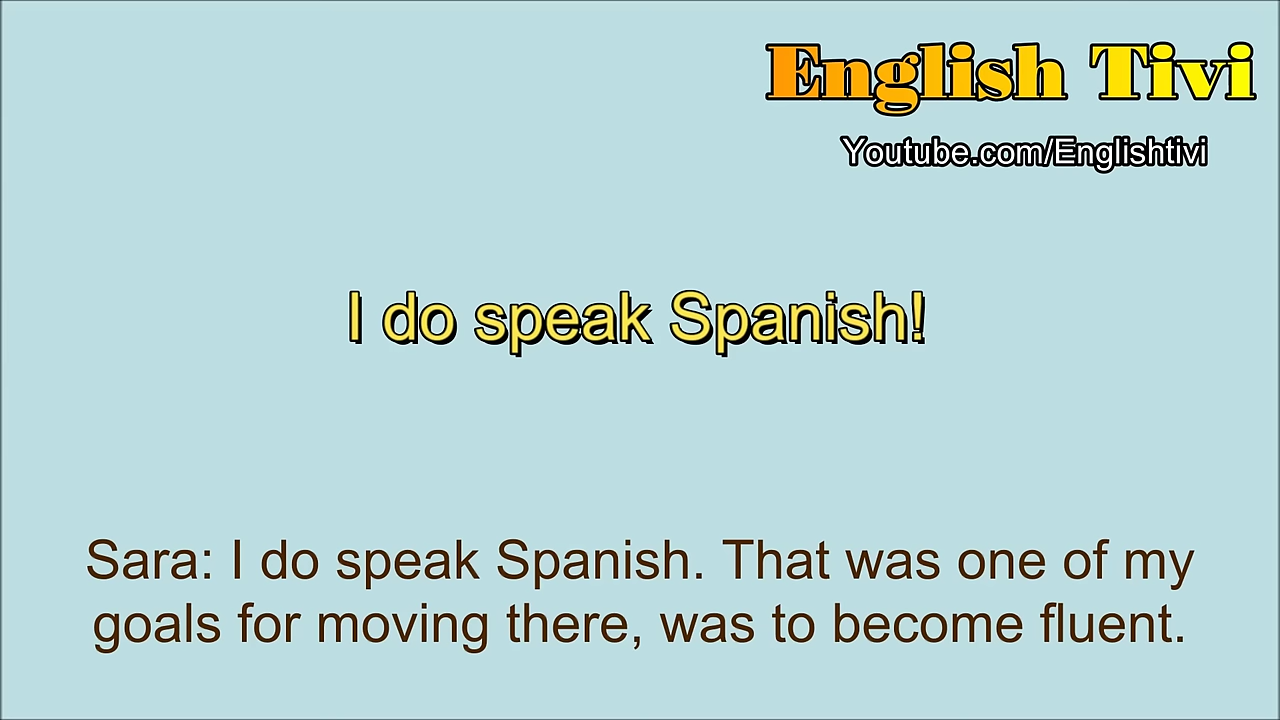 English Tivi
Youtube.com/Englishtivi
I do speak Spanish!
Sara: I do speak Spanish. That was one of my
goals for moving there, was to become fluent.